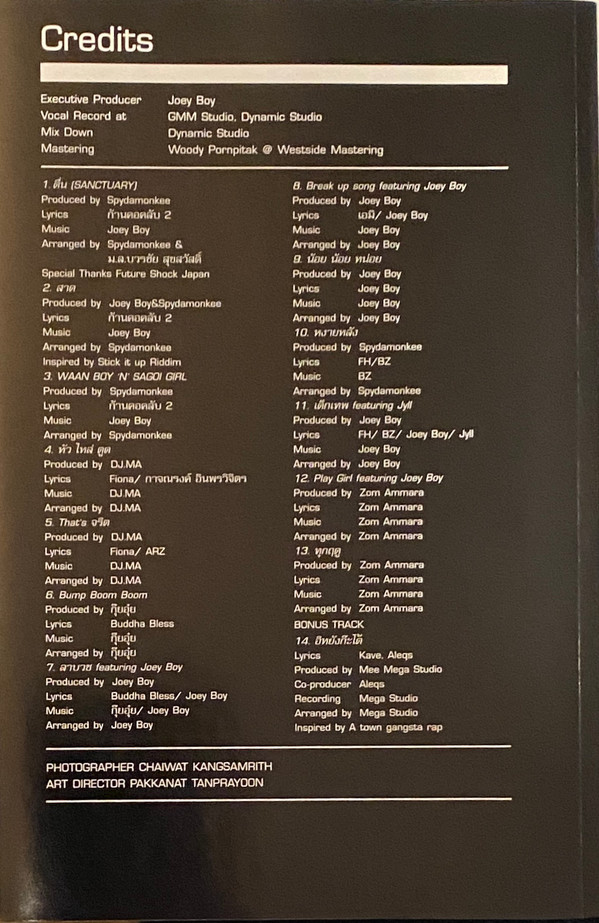 Credits
Executive Producer Joey Boy
Vocal Record at GMM Studio, Dynamic Studio
Mix Down Dynamic Studio
Mastering Woody Pornpitak @ Westside Mastering
1. ตื่น (SANCTUARY)
Produced by Spydamonkee
Lyrics ก้านคอคลับ 2
Music Joey Boy
Arranged by Spydamonkee &
ม.ล.บวรชัย สุขสวัสดิ์
Special Thanks Future Shock Japan
2. สาด
Produced by Joey Boy&Spydamonkee
Lyrics ก้านคอคลับ 2
Music Joey Boy
Arranged by Spydamonkee
Inspired by Stick it up Riddim
3. WAAN BOY 'N' SAGOI GIRL
Produced by Spydamonkee
Lyrics ก้านคอคลับ 2
Music Joey Boy
Arranged by Spydamonkee
4. หัว ไหล่ ตูด
Produced by DJ.MA
Lyrics Fiona/ กาจณรงค์ อินพรวิจิตร
Music DJ.MA
Arranged by DJ.MA
5. That's จริต
Produced by DJ.MA
Lyrics Fiona/ ARZ
Music DJ.MA
Arranged by DJ.MA
6. Bump Boom Boom
Produced by กุ๊ยอุ๋ย
Lyrics Buddha Bless
Music กุ๊ยอุ๋ย
Arranged by กุ๊ยอุ๋ย
7. ลาบวช featuring Joey Boy
Produced by Joey Boy
Lyrics Buddha Bless/ Joey Boy
Music กุ๊ยอุ๋ย/ Joey Boy
Arranged by Joey Boy
8. Break up song featuring Joey Boy
Produced by Joey Boy
Lyrics เอมิ/ Joey Boy
Music Joey Boy
Arranged by Joey Boy
9. น้อย น้อย หน่อย
Produced by Joey Boy
Lyrics Joey Boy
Music Joey Boy
Arranged by Joey Boy
10. หงายหลัง
Produced by Spydamonkee
Lyrics FH/BZ
Music BZ
Arranged by Spydamonkee
11. เด็กเทพ featuring Jyll
Produced by Joey Boy
Lyrics FH/ BZ/ Joey Boy/ Jyll
Music Joey Boy
Arranged by Joey Boy
12. Play Girl featuring Joey Boy
Produced by Zom Ammara
Lyrics Zom Ammara
Music Zom Ammara
Arranged by Zom Ammara
13. ทุกฤดู
Produced by Zom Ammara
Lyrics Zom Ammara
Music Zom Ammara
Arranged by Zom Ammara
BONUS TRACK
14. อิหยังก๊ะได้
Lyrics Kave, Aleqs
Produced by Mee Mega Studio
Co-producer Aleqs
Recording Mega Studio
Arranged by Mega Studio
Inspired by A town gangsta rap
PHOTOGRAPHER CHAIWAT KANGSAMRITH
ART DIRECTOR PAKKANAT TANPRAYOON